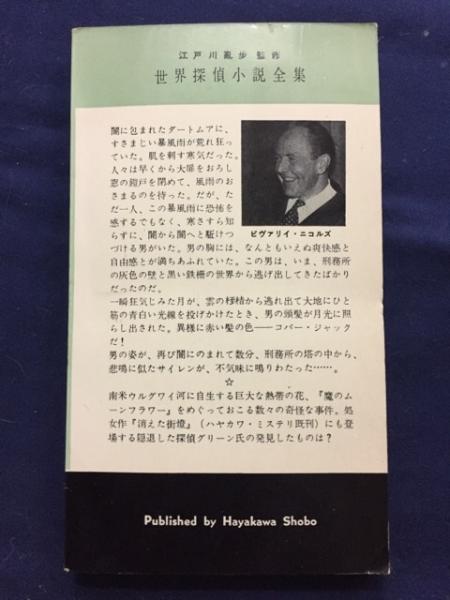 江戸川亂步監修
世界探偵小説全集
闇に包まれたダートムアに、
すさまじい暴風雨が荒れ狂っ
ていた。肌を刺す寒気だった。
人々は早くから大扉をおろし
窓の鎧戸を閉めて、風雨のお
さまるのを待った。だが、た
だ一人、この暴風雨に恐怖を
感ずるでもなく、寒さすら知
らずに、闇から闇へと駈けつ
づける男がいた。男の胸には、なんともいえぬ爽快感と
自由感とが満ちあふれていた。この男は、いま、刑務所
の灰色の壁と黒い鉄柵の世界から逃げ出してきたばかり
だったのだ。
一瞬狂気じみた月が、雲の桎梏から逃れ出て大地にひと
筋の青白い光線を投げかけたとき、男の頭髪が月光に照
らし出された。異様に赤い髪の色——コパー・ジャック
だ！
男の姿が、再び闇にのまれて数分、刑務所の塔の中から、
悲鳴に似たサイレンが、不気味に鳴りわたった……。
☆
南米ウルグワイ河に自生する巨大な熱帯の花、『魔のム
ーンフラワー』をめぐっておこる数々の奇怪な事件。処
女作『消えた街燈』（ハヤカワ・ミステリ既刊）にも登
場する隠退した探偵グリーン氏の発見したものは？
ビヴァリイ・ニコルズ
Published by Hayakawa Shobo